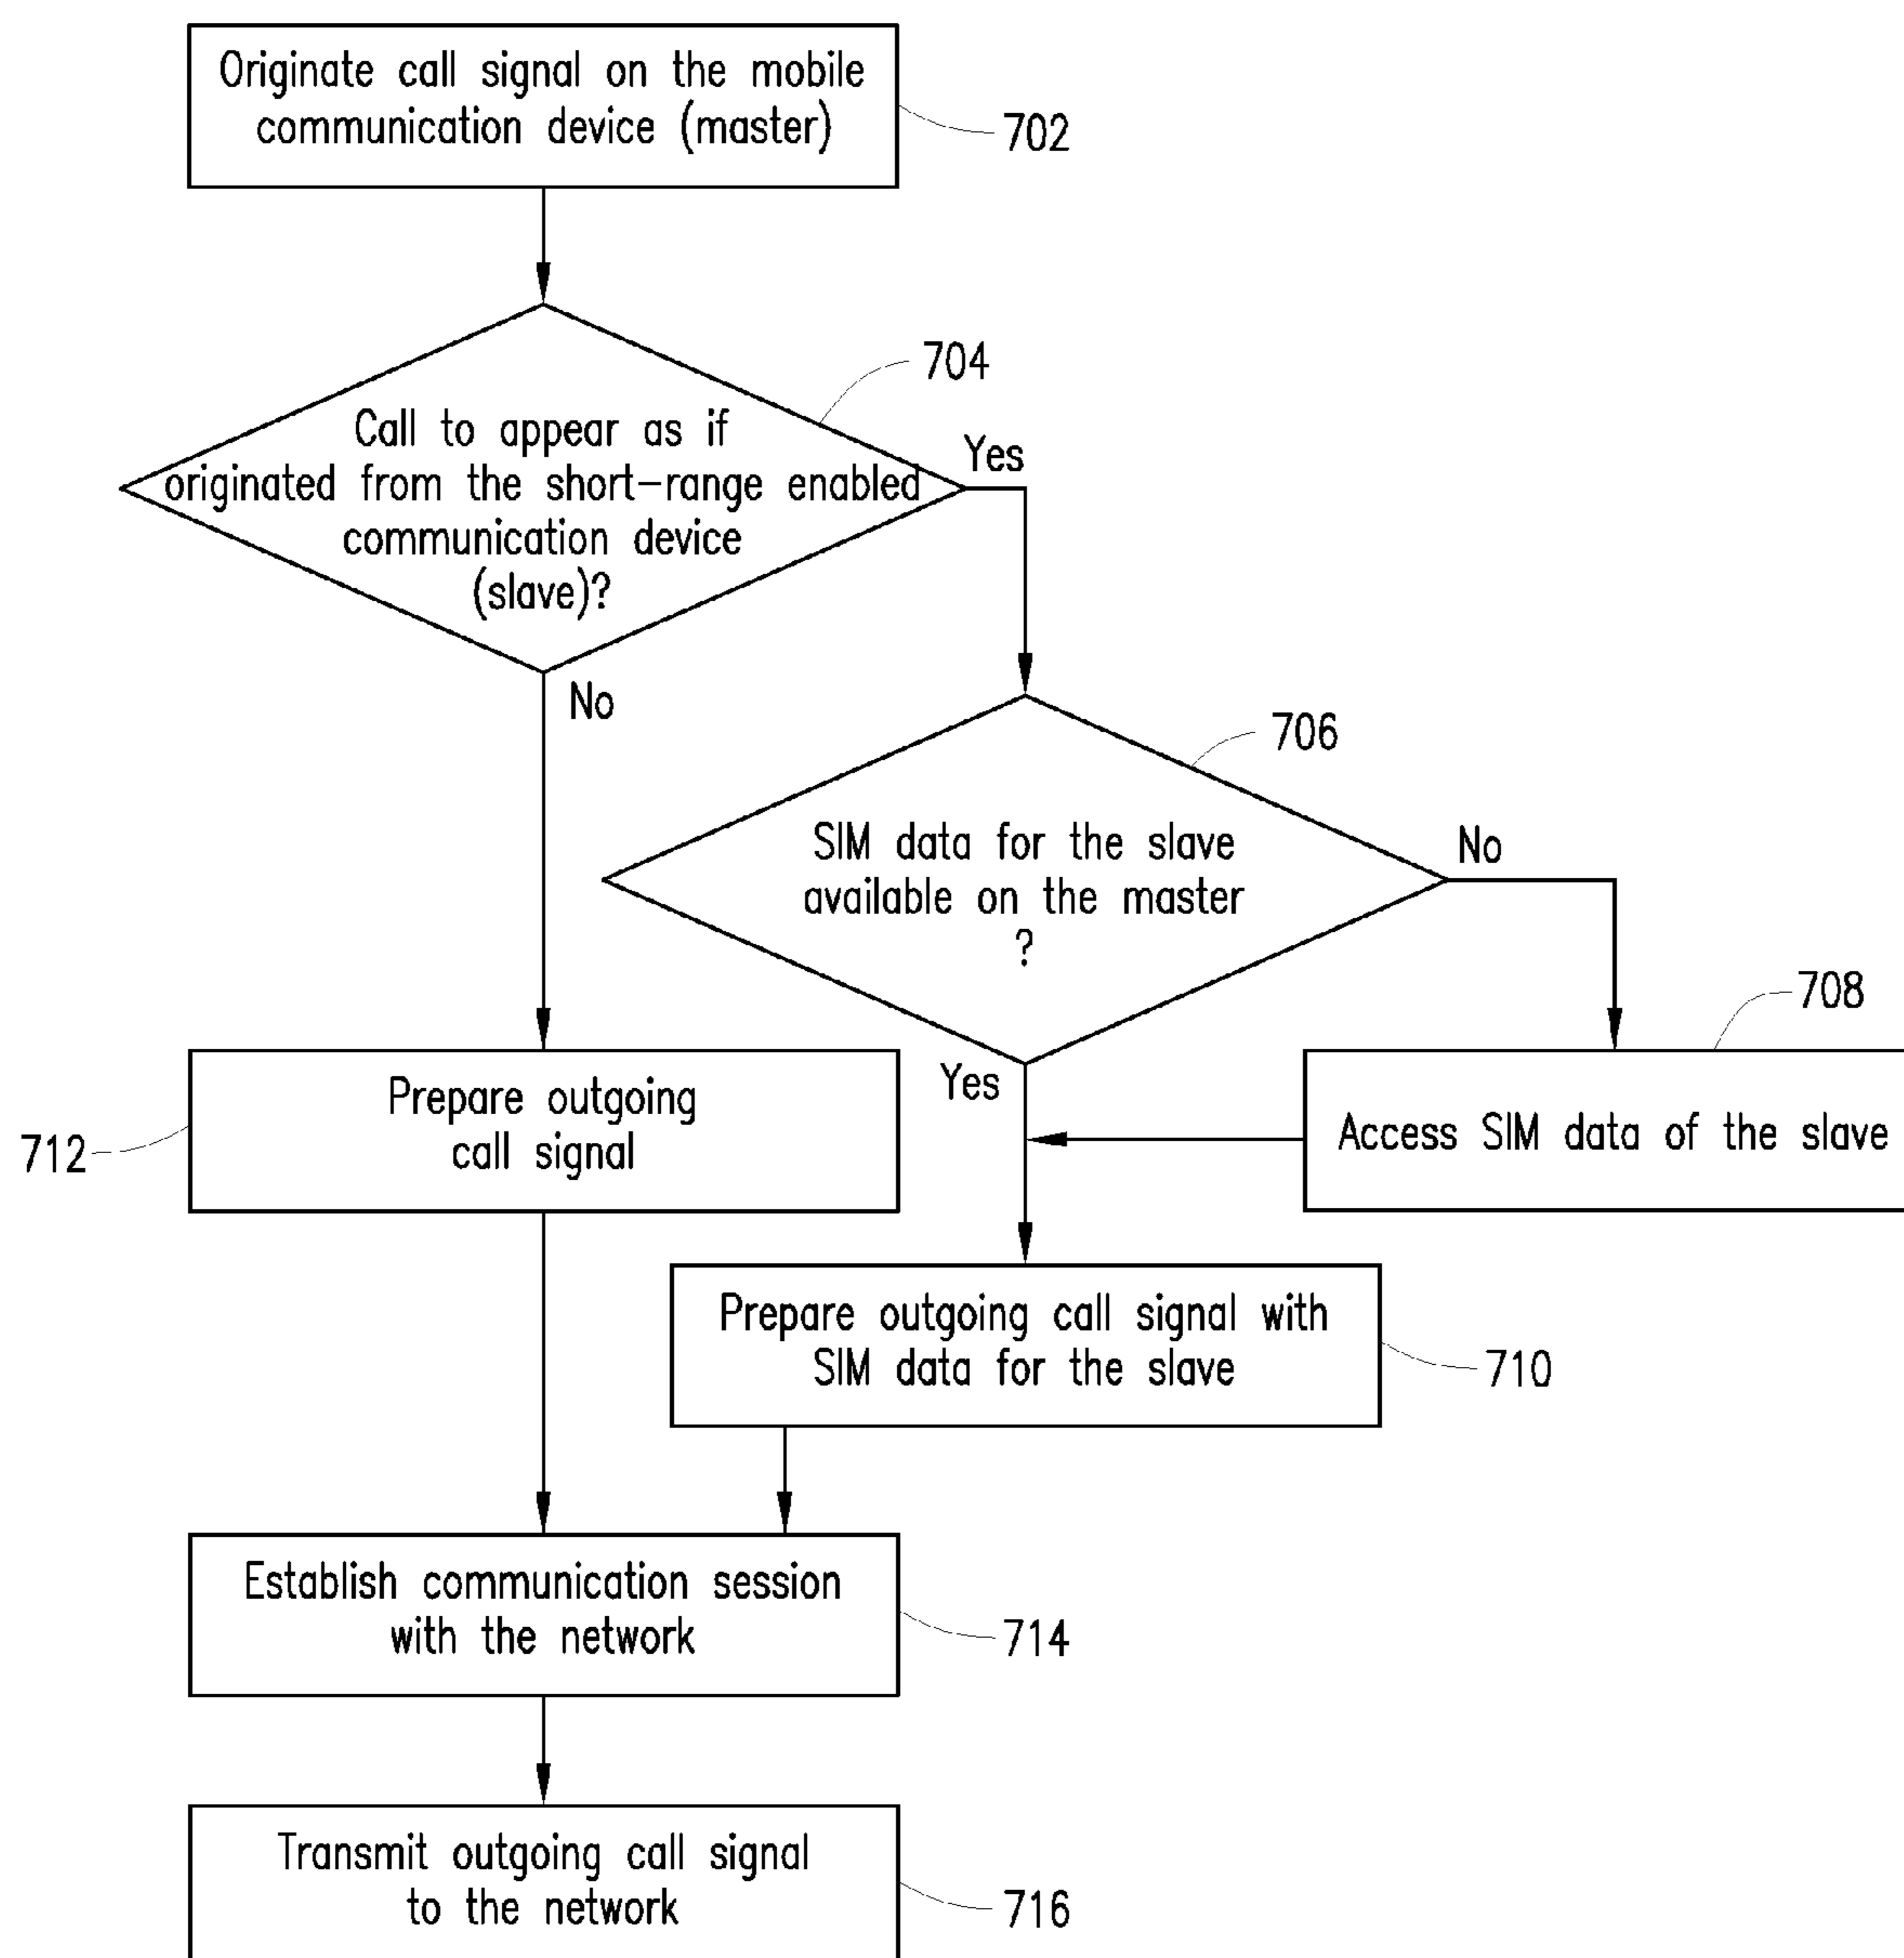 Originate call signal on the mobile
communication device (master)
702
704
Call to appear as if
originated from the short-range enabled
communication device
(slave)?
Yes
No
706
SIM data for the slave
available on the master
?
No
Yes
708
Access SIM data of the slave
Prepare outgoing
call signal
712
Prepare outgoing call signal with
SIM data for the slave
710
Establish communication session
with the network
714
Transmit outgoing call signal
to the network
716